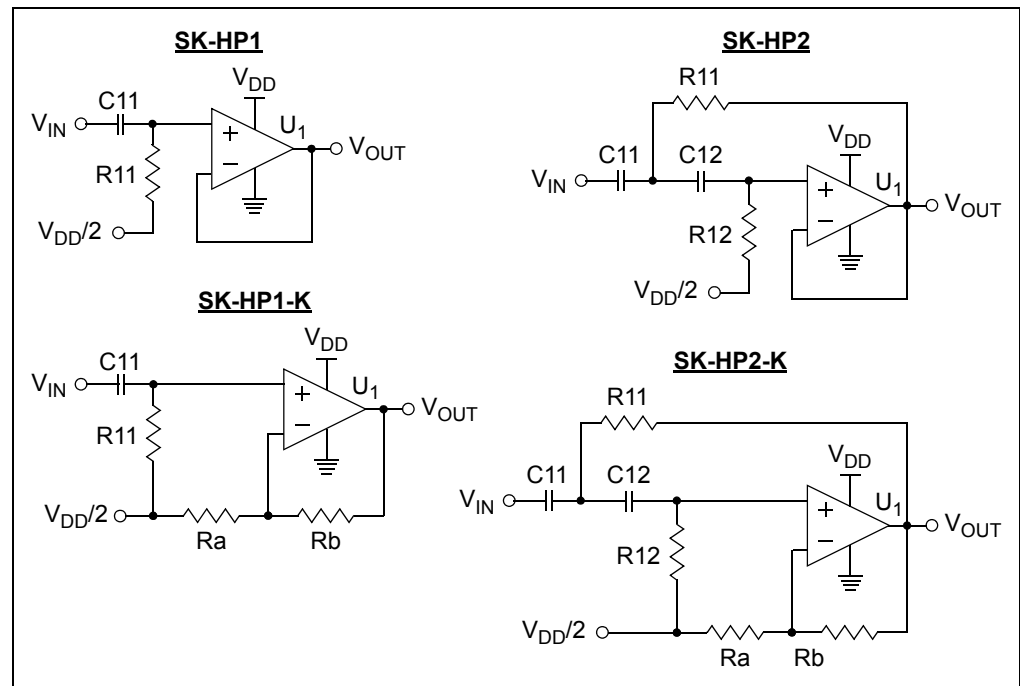 SK-HP1
V_DD
C11
V_IN
U_1
V_OUT
R11
V_DD/2
SK-HP2
R11
V_DD
C11
C12
V_IN
U_1
V_OUT
R12
V_DD/2
SK-HP1-K
V_DD
C11
V_IN
U_1
V_OUT
R11
V_DD/2
Ra
Rb
SK-HP2-K
R11
V_DD
C11
C12
V_IN
U_1
V_OUT
R12
V_DD/2
Ra
Rb